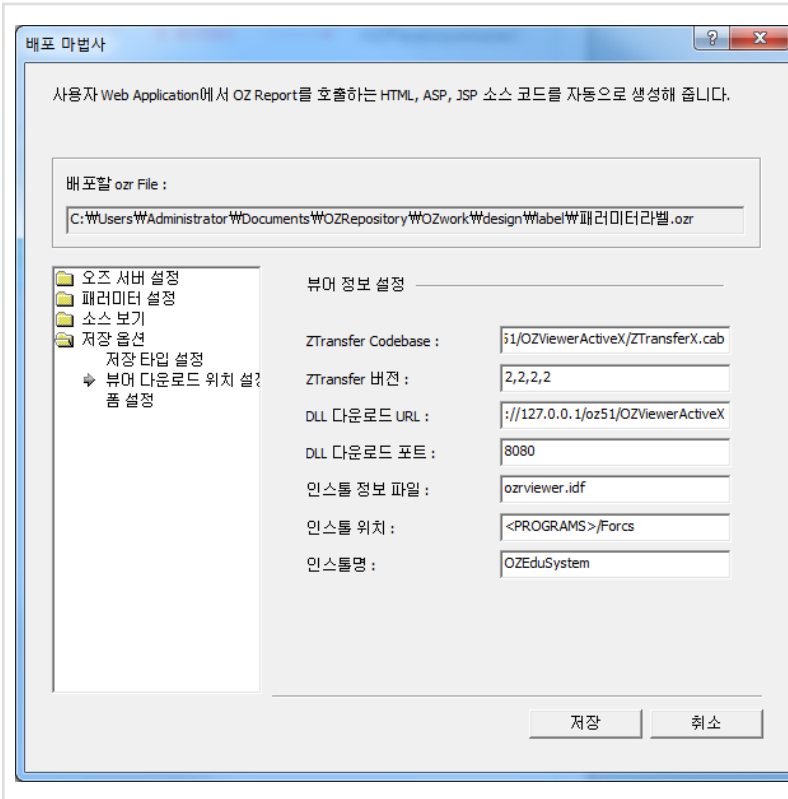 배포 마법사
사용자 Web Application에서 OZ Report를 호출하는 HTML, ASP, JSP 소스 코드를 자동으로 생성해 줍니다.
배포할 ozr File :
C:₩Users₩Administrator₩Documents₩OZRepository₩OZwork₩design₩label₩패러미터라벨.ozr
오즈 서버 설정
패러미터 설정
소스 보기
저장 옵션
저장 타입 설정
뷰어 다운로드 위치 설정
폼 설정
뷰어 정보 설정
ZTransfer Codebase : 51/OZViewerActiveX/ZTransferX.cab
ZTransfer 버전 : 2,2,2,2
DLL 다운로드 URL : ://127.0.0.1/oz51/OZViewerActiveX
DLL 다운로드 포트 : 8080
인스톨 정보 파일 : ozrviewer.idf
인스톨 위치 : <PROGRAMS>/Forcs
인스톨명 : OZEduSystem
저장 취소